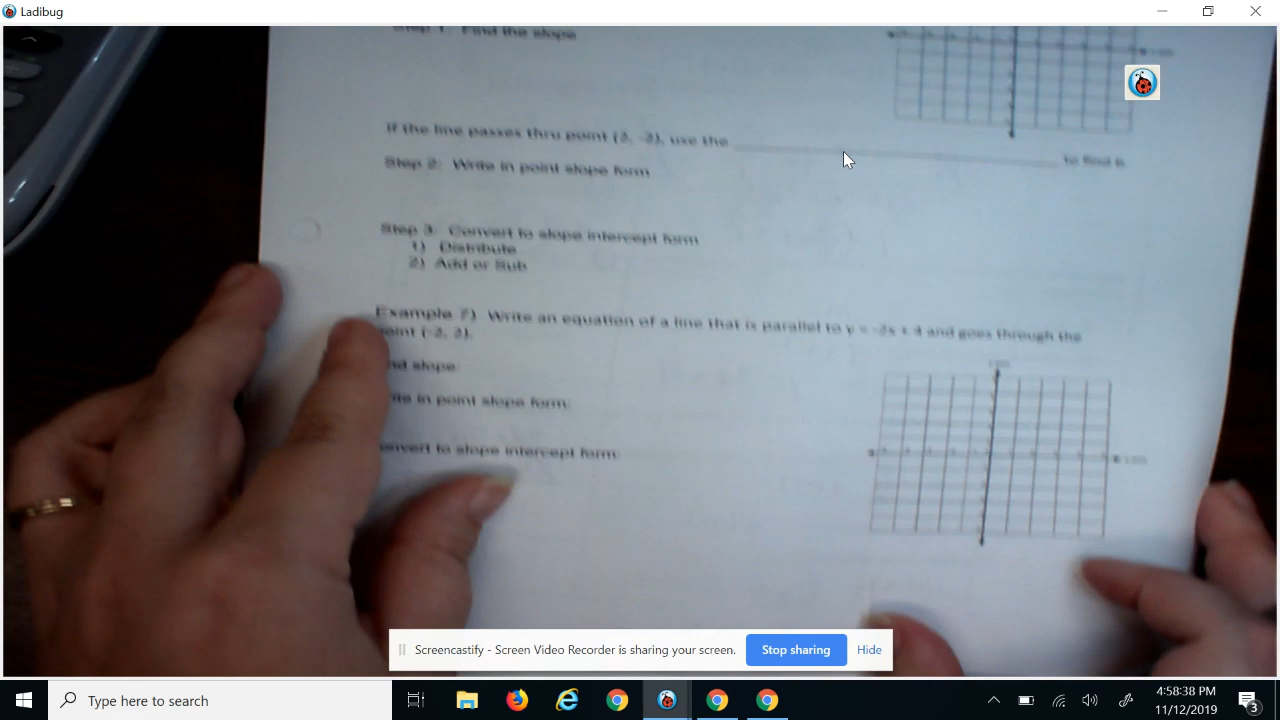 Ladibug
Step 1: Find the slope
If the line passes thru point (2, -2), use the ____ to find b.
Step 2: Write in point slope form
Step 3: Convert to slope intercept form
1) Distribute
2) Add or Sub
Example 7) Write an equation of a line that is parallel to y = -3x + 4 and goes through the
point (-2, 2).
slope:
in point slope form:
to slope intercept form:
Screencastify - Screen Video Recorder is sharing your screen.
Stop sharing
Hide
Type here to search
4:58:38 PM
11/12/2019
3